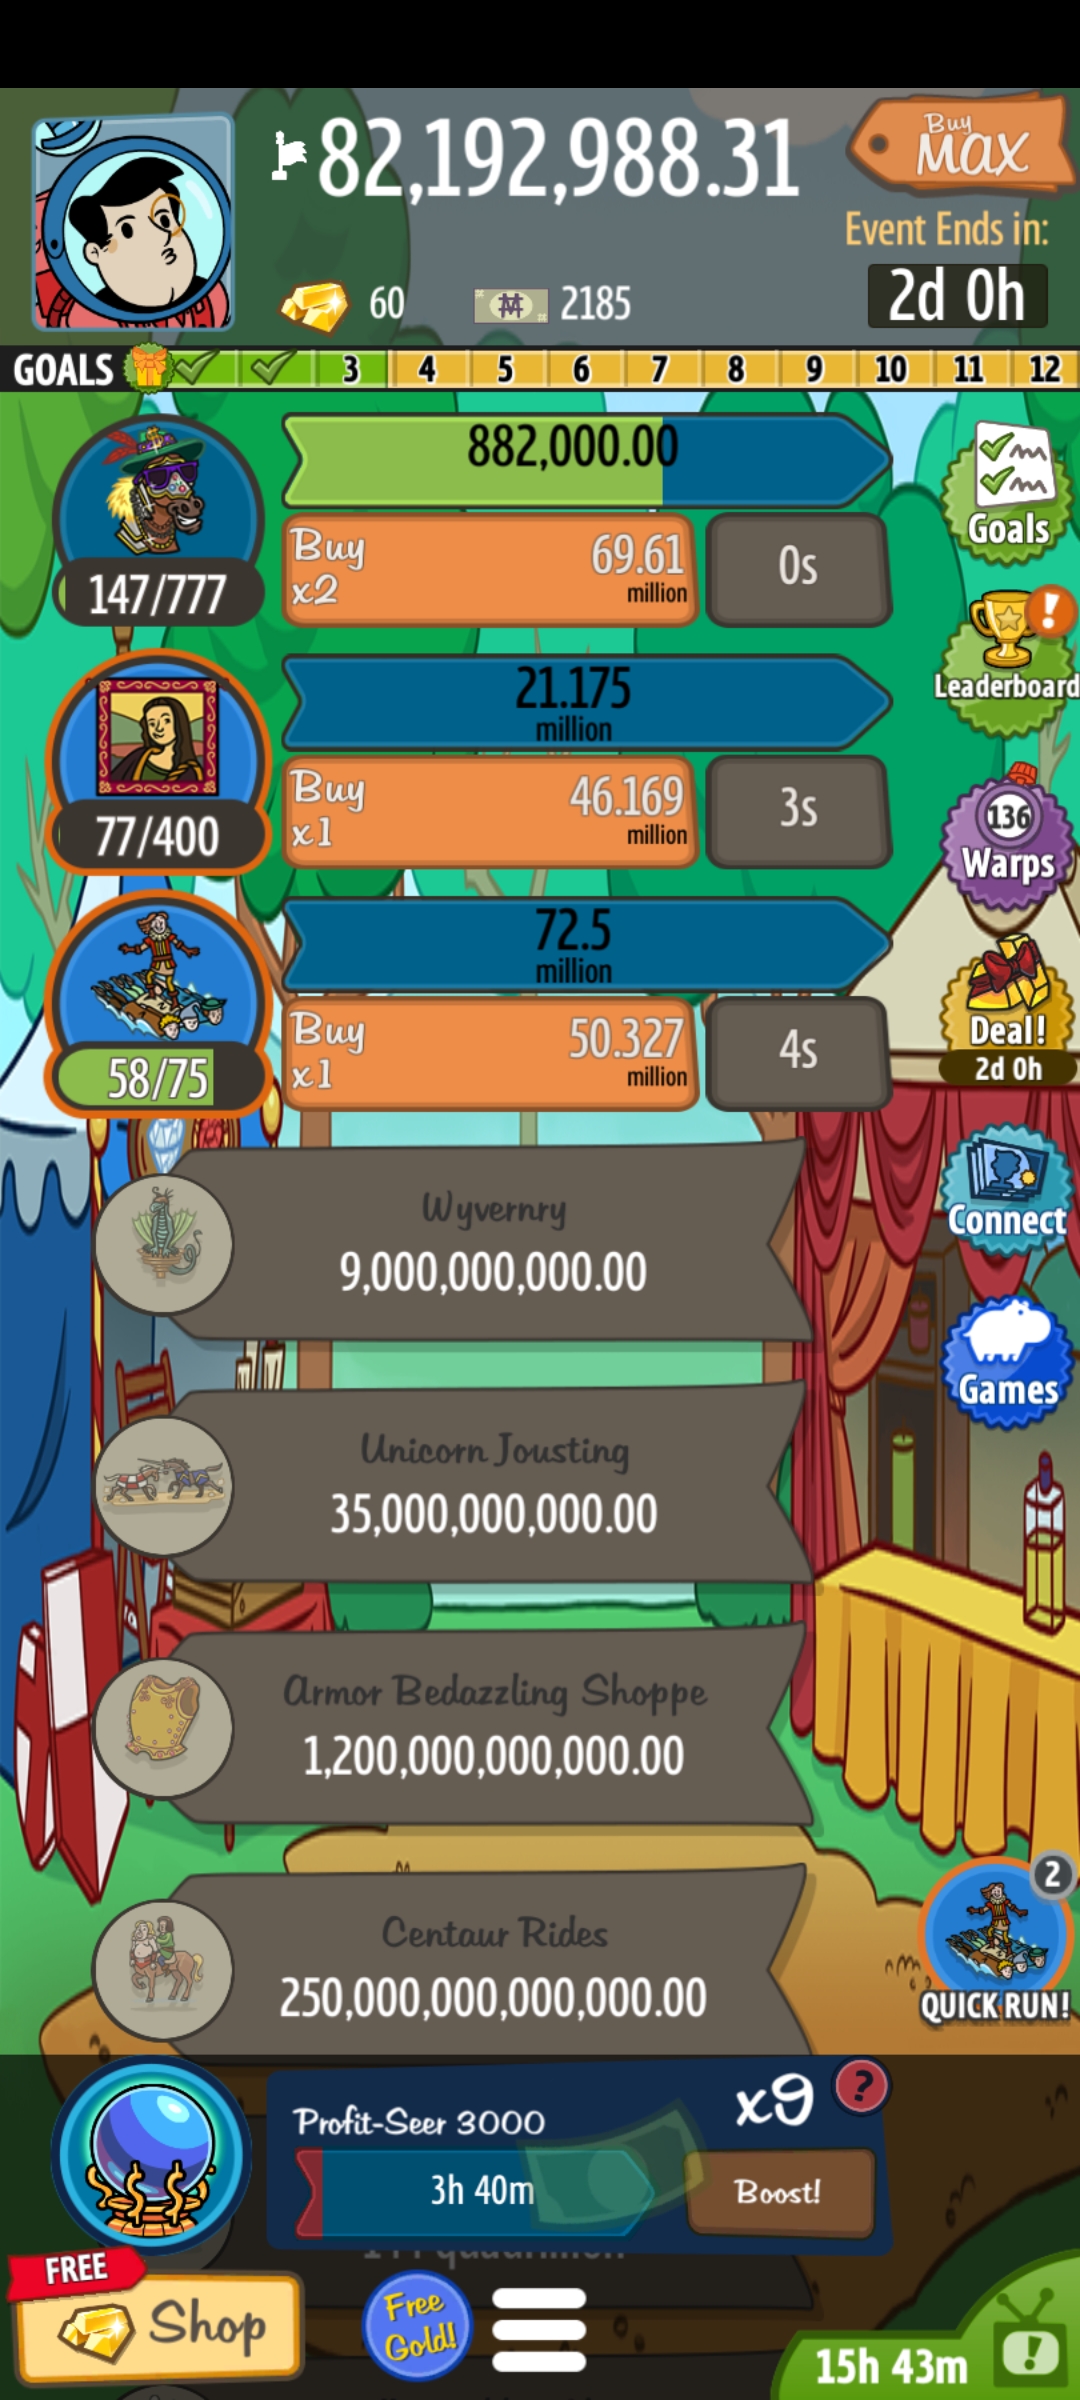 82,192,988.31
Buy
MAX
Event Ends in:
2d 0h
60
2185
GOALS
3 4 5 6 7 8 9 10 11 12
882,000.00
Buy
x2
69.61
million
0s
147/777
Goals
21.175
million
Leaderboard
Buy
x1
46.169
million
3s
77/400
136
Warps
72.5
million
Buy
x1
50.327
million
4s
58/75
Deal!
2d 0h
Wyvernry
9,000,000,000.00
Connect
Unicorn Jousting
35,000,000,000.00
Games
Armor Bedazzling Shoppe
1,200,000,000,000.00
Centaur Rides
250,000,000,000,000.00
2
QUICK RUN!
Profit-Seer 3000
x9
?
3h 40m
Boost!
FREE
Shop
Free
Gold!
15h 43m